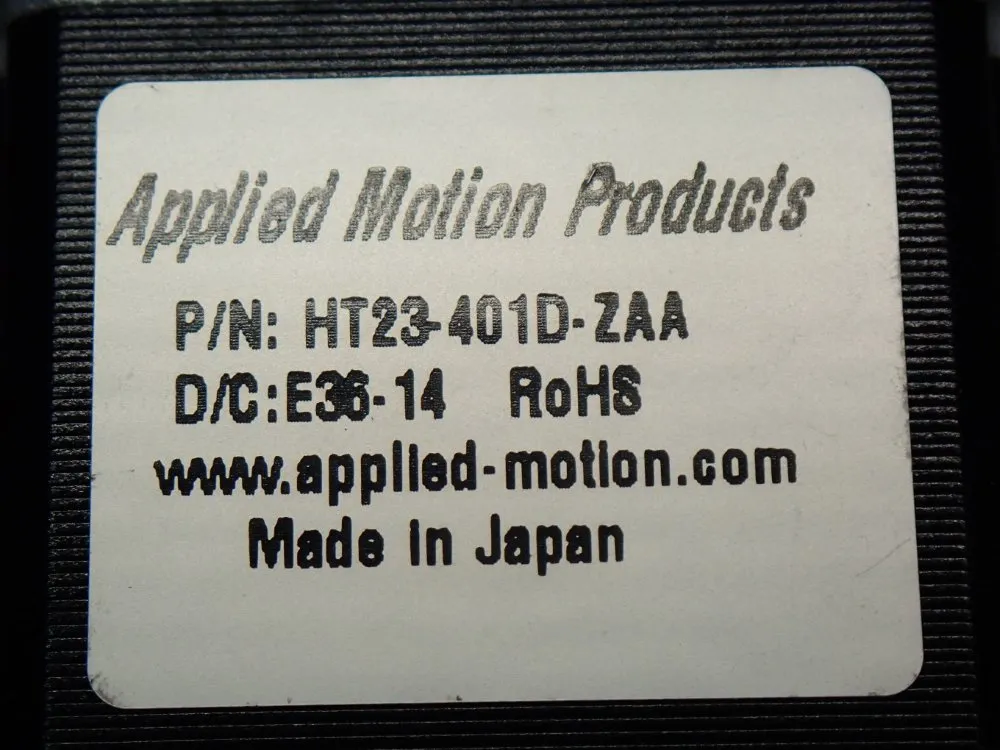 Applied Motion Products
P/N: HT23-401D-ZAA
D/C:E36-14 RoHS
www.applied-motion.com
Made in Japan